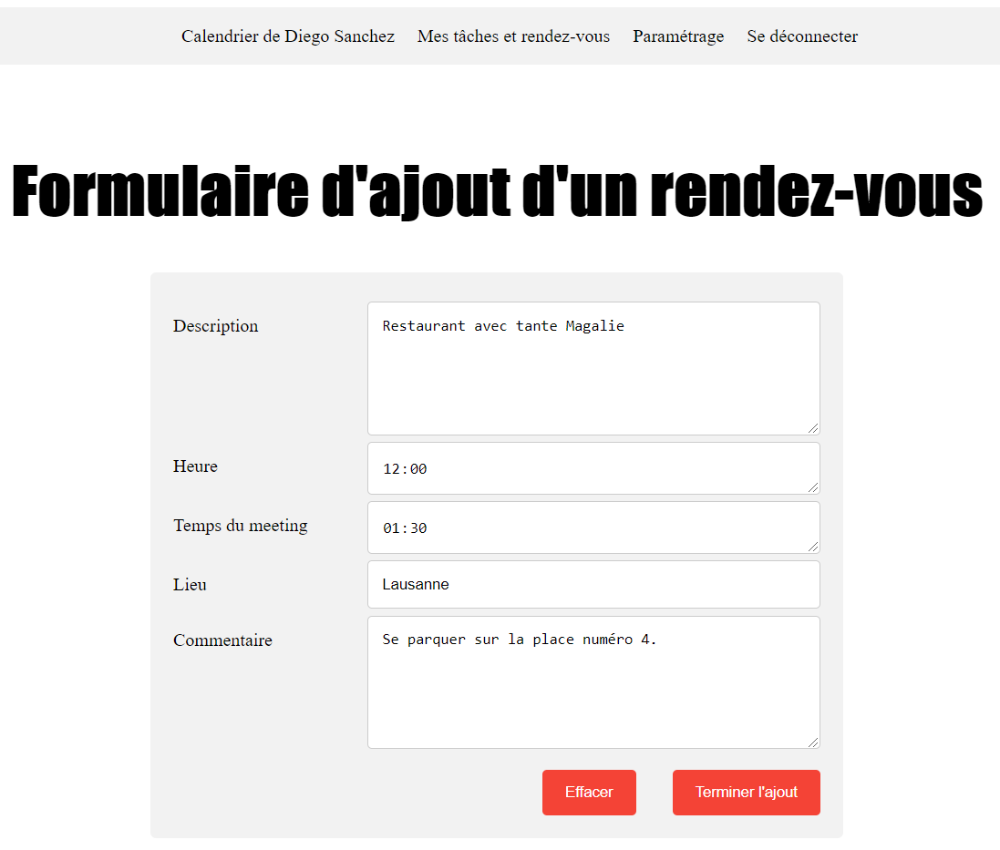 Calendrier de Diego Sanchez Mes tâches et rendez-vous Paramétrage Se déconnecter
Formulaire d'ajout d'un rendez-vous
Description Restaurant avec tante Magalie
Heure 12:00
Temps du meeting 01:30
Lieu Lausanne
Commentaire Se parquer sur la place numéro 4.
Effacer Terminer l'ajout